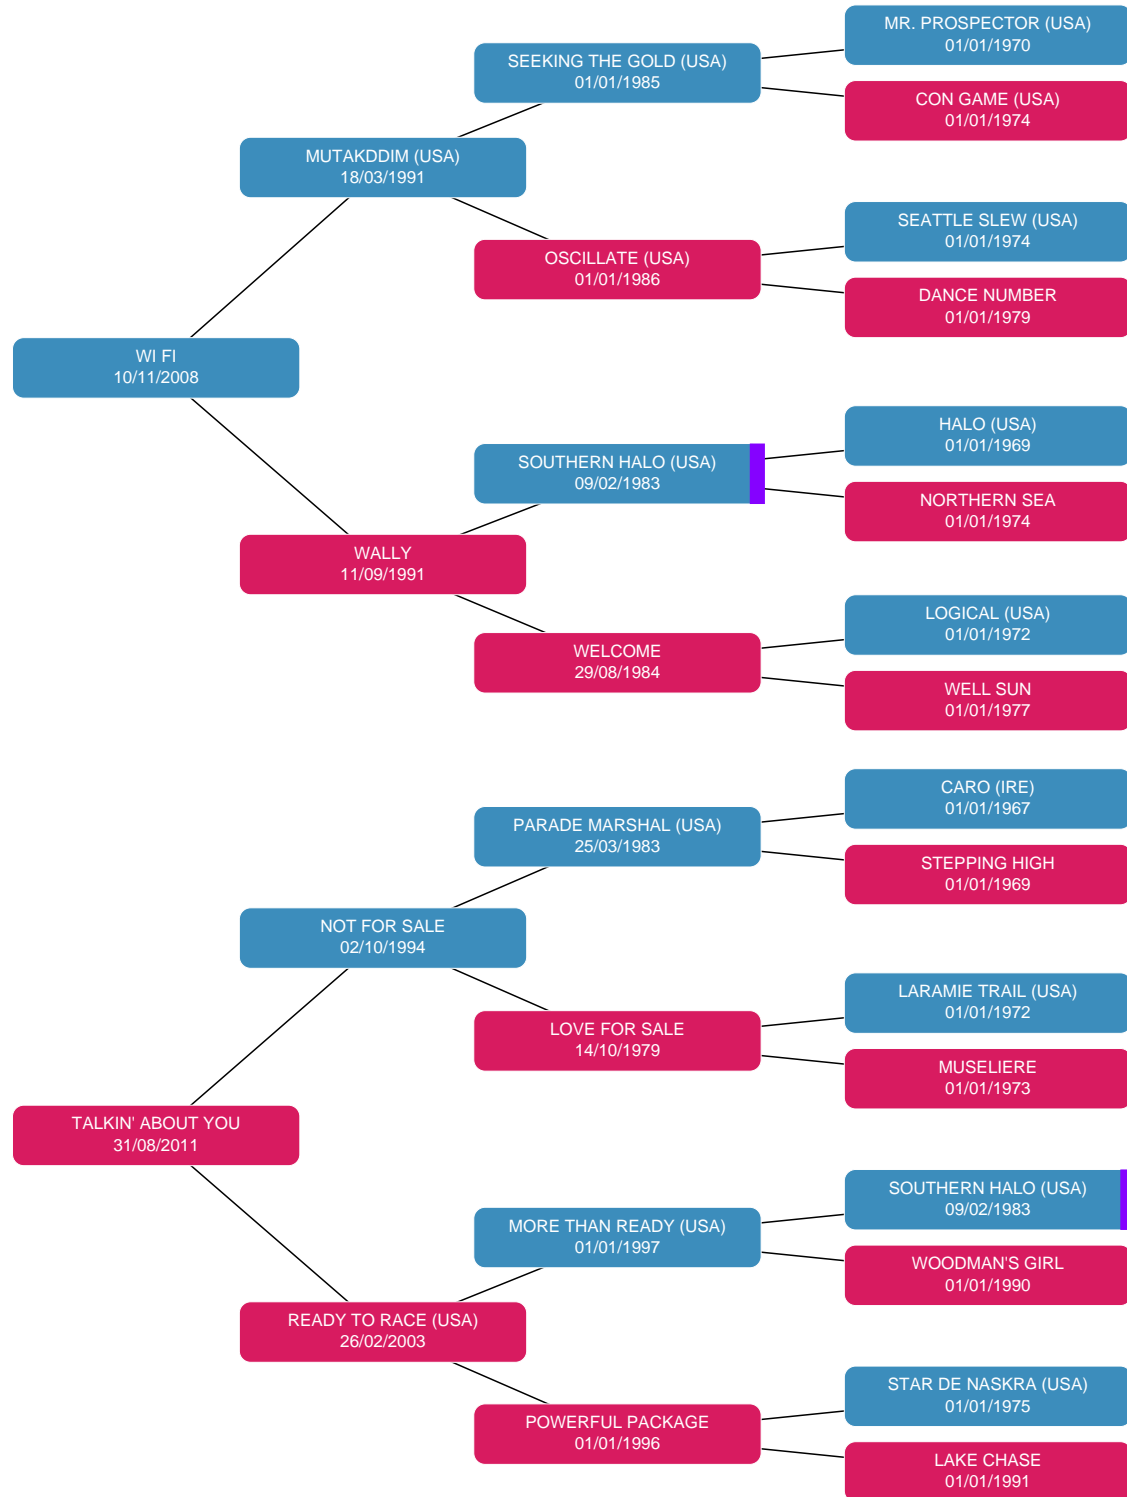 MR. PROSPECTOR (USA)
01/01/1970
SEEKING THE GOLD (USA)
01/01/1985
CON GAME (USA)
01/01/1974
MUTAKDDIM (USA)
18/03/1991
SEATTLE SLEW (USA)
01/01/1974
OSCILLATE (USA)
01/01/1986
DANCE NUMBER
01/01/1979
WI FI
10/11/2008
HALO (USA)
01/01/1969
SOUTHERN HALO (USA)
09/02/1983
NORTHERN SEA
01/01/1974
WALLY
11/09/1991
LOGICAL (USA)
01/01/1972
WELCOME
29/08/1984
WELL SUN
01/01/1977
CARO (IRE)
01/01/1967
PARADE MARSHAL (USA)
25/03/1983
STEPPING HIGH
01/01/1969
NOT FOR SALE
02/10/1994
LARAMIE TRAIL (USA)
01/01/1972
LOVE FOR SALE
14/10/1979
MUSELIERE
01/01/1973
TALKIN' ABOUT YOU
31/08/2011
SOUTHERN HALO (USA)
09/02/1983
MORE THAN READY (USA)
01/01/1997
WOODMAN'S GIRL
01/01/1990
READY TO RACE (USA)
26/02/2003
STAR DE NASKRA (USA)
01/01/1975
POWERFUL PACKAGE
01/01/1996
LAKE CHASE
01/01/1991